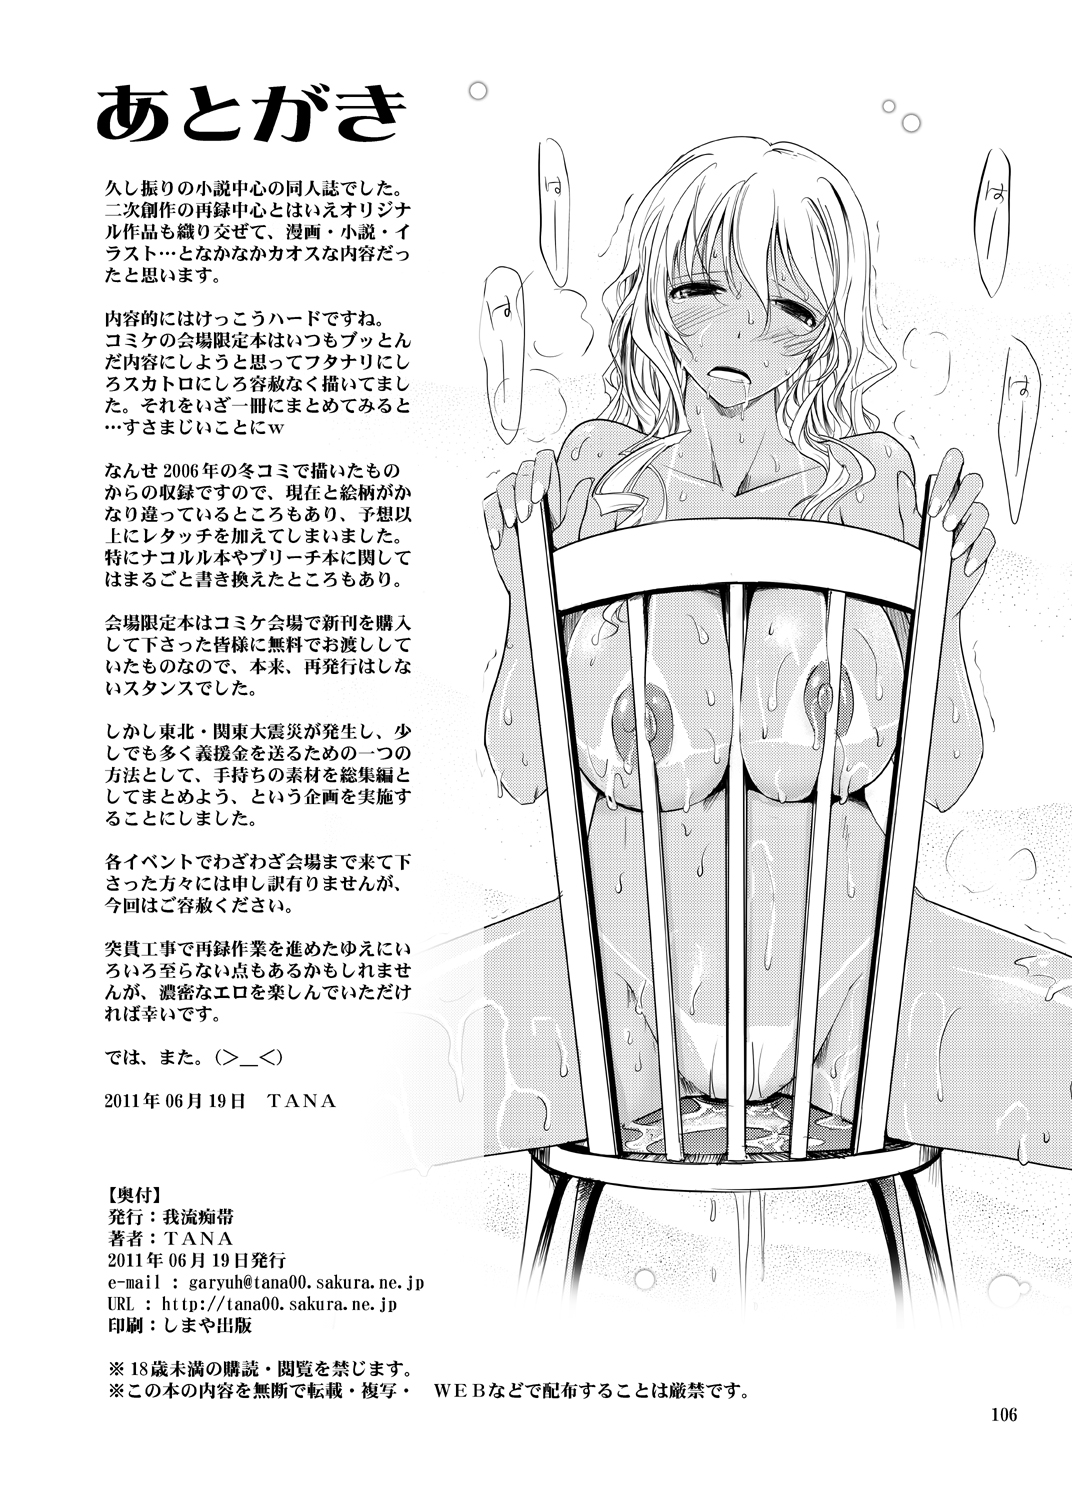 あとがき
久し振りの小説中心の同人誌でした。
二次創作の再録中心とはいえオリジナ
ル作品も織り交ぜて、漫画・小説・イ
ラスト…となかなかカオスな内容だっ
たと思います。
内容的にはけっこうハードですね。
コミケの会場限定本はいつもブッとん
だ内容にしようと思ってフタナリにし
ろスカトロにしろ容赦なく描いてまし
た。それをいざ一冊にまとめてみると
…すさまじいことにｗ
なんせ 2006 年の冬コミで描いたもの
からの収録ですので、現在と絵柄がか
なり違っているところもあり、予想以
上にレタッチを加えてしまいました。
特にナコルル本やブリーチ本に関して
はまるごと書き換えたところもあり。
会場限定本はコミケ会場で新刊を購入
して下さった皆様に無料でお渡しして
いたものなので、本来、再発行はしな
いスタンスでした。
しかし東北・関東大震災が発生し、少
しでも多く義援金を送るための一つの
方法として、手持ちの素材を総集編と
してまとめよう、という企画を実施す
ることにしました。
各イベントでわざわざ会場まで来て下
さった方々には申し訳有りませんが、
今回はご容赦ください。
突貫工事で再録作業を進めたゆえにい
ろいろ至らない点もあるかもしれませ
んが、濃密なエロを楽しんでいただけ
れば幸いです。
では、また。（＞＿＜）
2011 年 06 月 19 日　ＴＡＮＡ
は
は
は
は
【奥付】
発行：我流痴帯
著者：ＴＡＮＡ
2011 年 06 月 19 日発行
e-mail : garyuh@tana00.sakura.ne.jp
URL : http://tana00.sakura.ne.jp
印刷：しまや出版
※ 18 歳未満の購読・閲覧を禁じます。
※この本の内容を無断で転載・複写・　ＷＥＢなどで配布することは厳禁です。
106